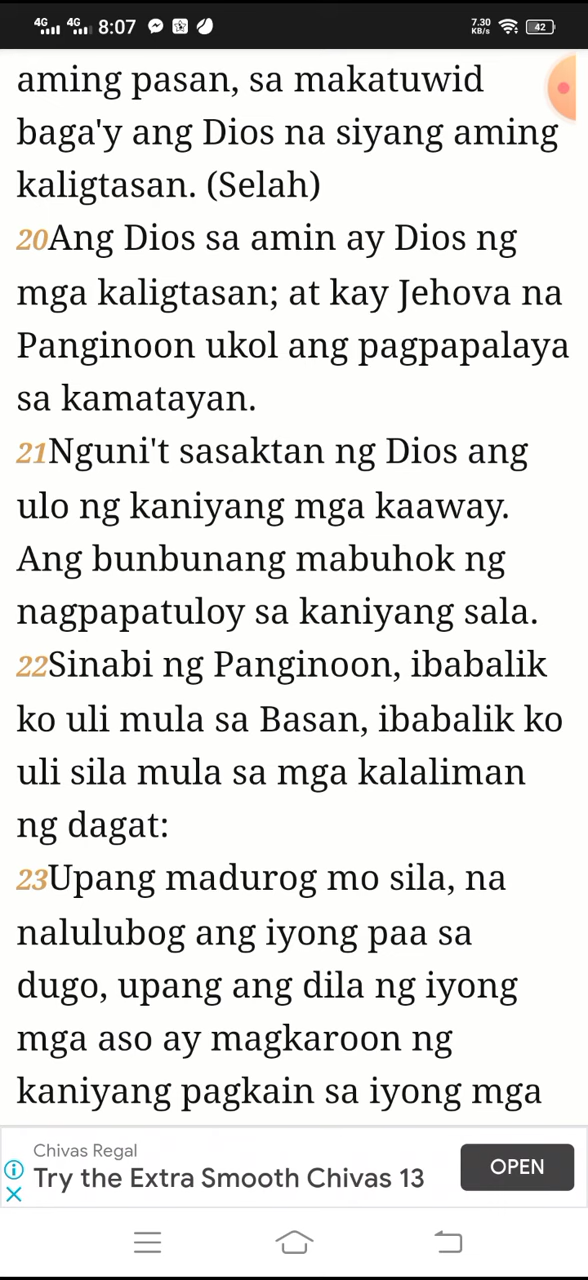 4G 4G 8:07 7.30 KB/s 42
aming pasan, sa makatuwid
baga'y ang Dios na siyang aming
kaligtasan. (Selah)
20Ang Dios sa amin ay Dios ng
mga kaligtasan; at kay Jehova na
Panginoon ukol ang pagpapalaya
sa kamatayan.
21Nguni't sasaktan ng Dios ang
ulo ng kaniyang mga kaaway.
Ang bunbunang mabuhok ng
nagpapatuloy sa kaniyang sala.
22Sinabi ng Panginoon, ibabalik
ko uli mula sa Basan, ibabalik ko
uli sila mula sa mga kalaliman
ng dagat:
23Upang madurog mo sila, na
nalulubog ang iyong paa sa
dugo, upang ang dila ng iyong
mga aso ay magkaroon ng
kaniyang pagkain sa iyong mga
Chivas Regal
Try the Extra Smooth Chivas 13
OPEN